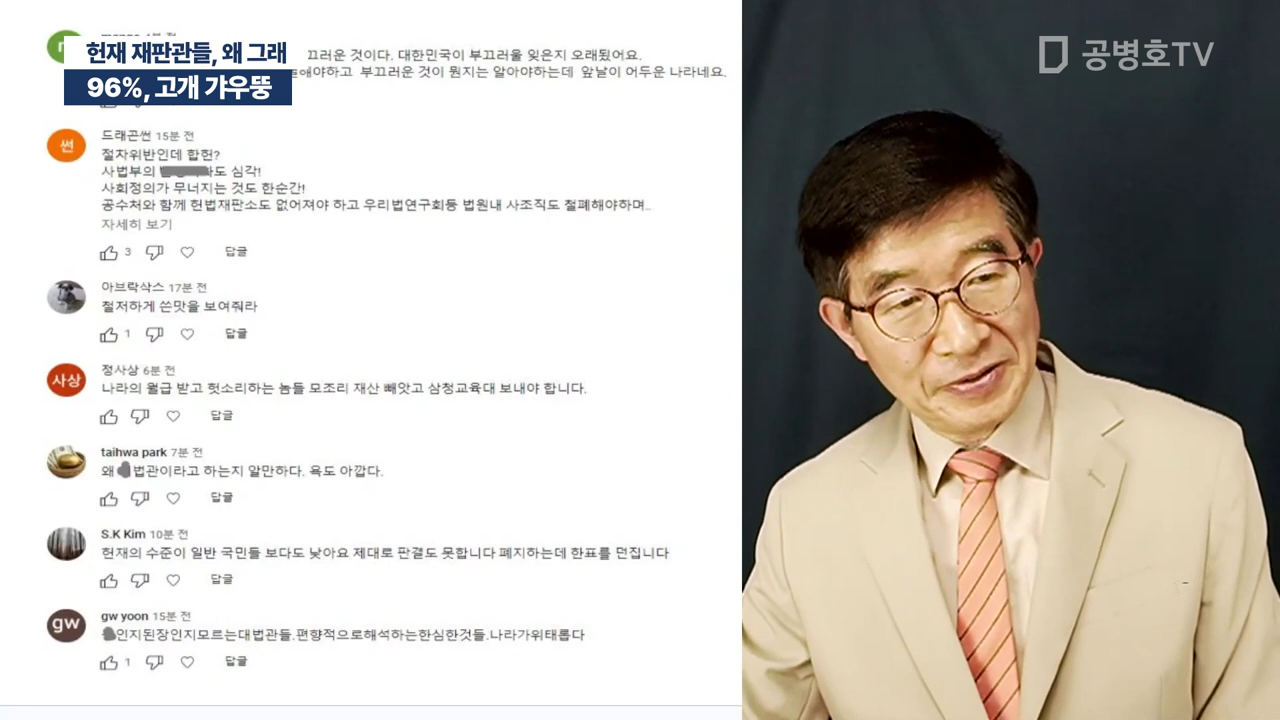 헌재 재판관들, 왜 그래
96%, 고개 갸우뚱
공병호TV
끄러운 것이다. 대한민국이 부끄러울 잊은지 오래됐어요.
해야하고 부끄러운 것이 뭔지는 알아야하는데 앞날이 어두운 나라네요.
썬
드래곤썬 15분 전
절차위반인데 합헌?
사법부의 도 심각!
사회정의가 무너지는 것도 한순간!
공수처와 함께 헌법재판소도 없어져야 하고 우리법연구회등 법원내 사조직도 철폐해야하며..
자세히 보기
3 답글
아브락삭스 17분 전
철저하게 쓴맛을 보여줘라
1 답글
사상
정사상 6분 전
나라의 월급 받고 헛소리하는 놈들 모조리 재산 빼앗고 삼청교육대 보내야 합니다.
답글
taihwa park 7분 전
왜 법관이라고 하는지 알만하다. 욕도 아깝다.
답글
S.K Kim 10분 전
헌재의 수준이 일반 국민들 보다도 낮아요 제대로 판결도 못합니다 폐지하는데 한표를 던집니다
답글
gw
gw yoon 15분 전
인지된장인지모르는대법관들.편향적으로해석하는한심한것들.나라가위태롭다
1 답글